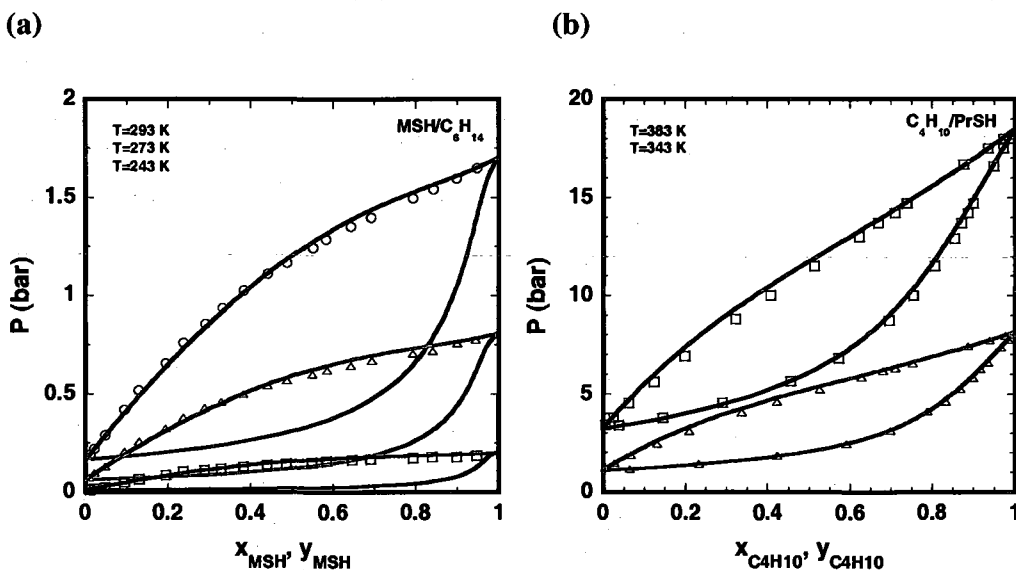 (a)
(b)
2
1.5
1
0.5
0
P (bar)
T=293 K
T=273 K
T=243 K
MSH/C6H14
0 0.2 0.4 0.6 0.8 1
xMSH, yMSH
20
15
10
5
0
P (bar)
T=383 K
T=343 K
C4H10/PrSH
0 0.2 0.4 0.6 0.8 1
xC4H10, yC4H10